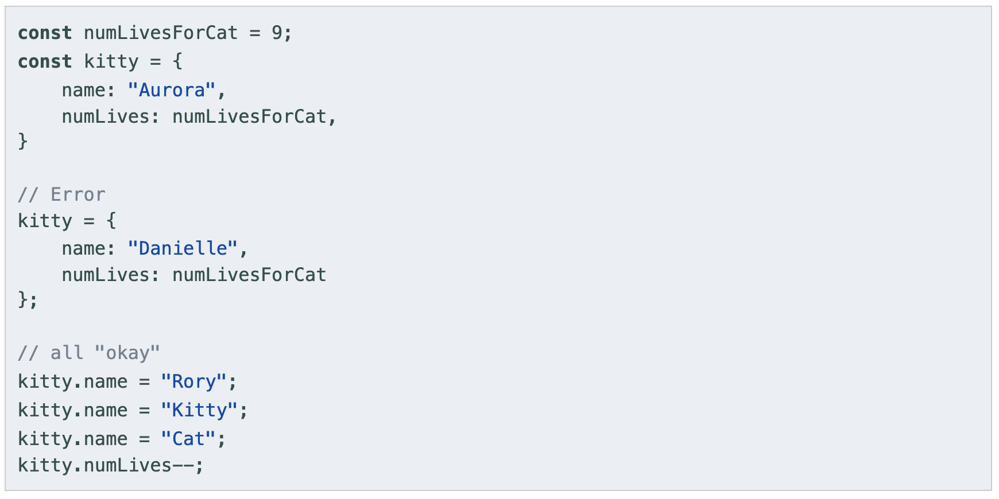 const numLivesForCat = 9;
const kitty = {
    name: "Aurora",
    numLives: numLivesForCat,
}

// Error
kitty = {
    name: "Danielle",
    numLives: numLivesForCat
};

// all "okay"
kitty.name = "Rory";
kitty.name = "Kitty";
kitty.name = "Cat";
kitty.numLives--;